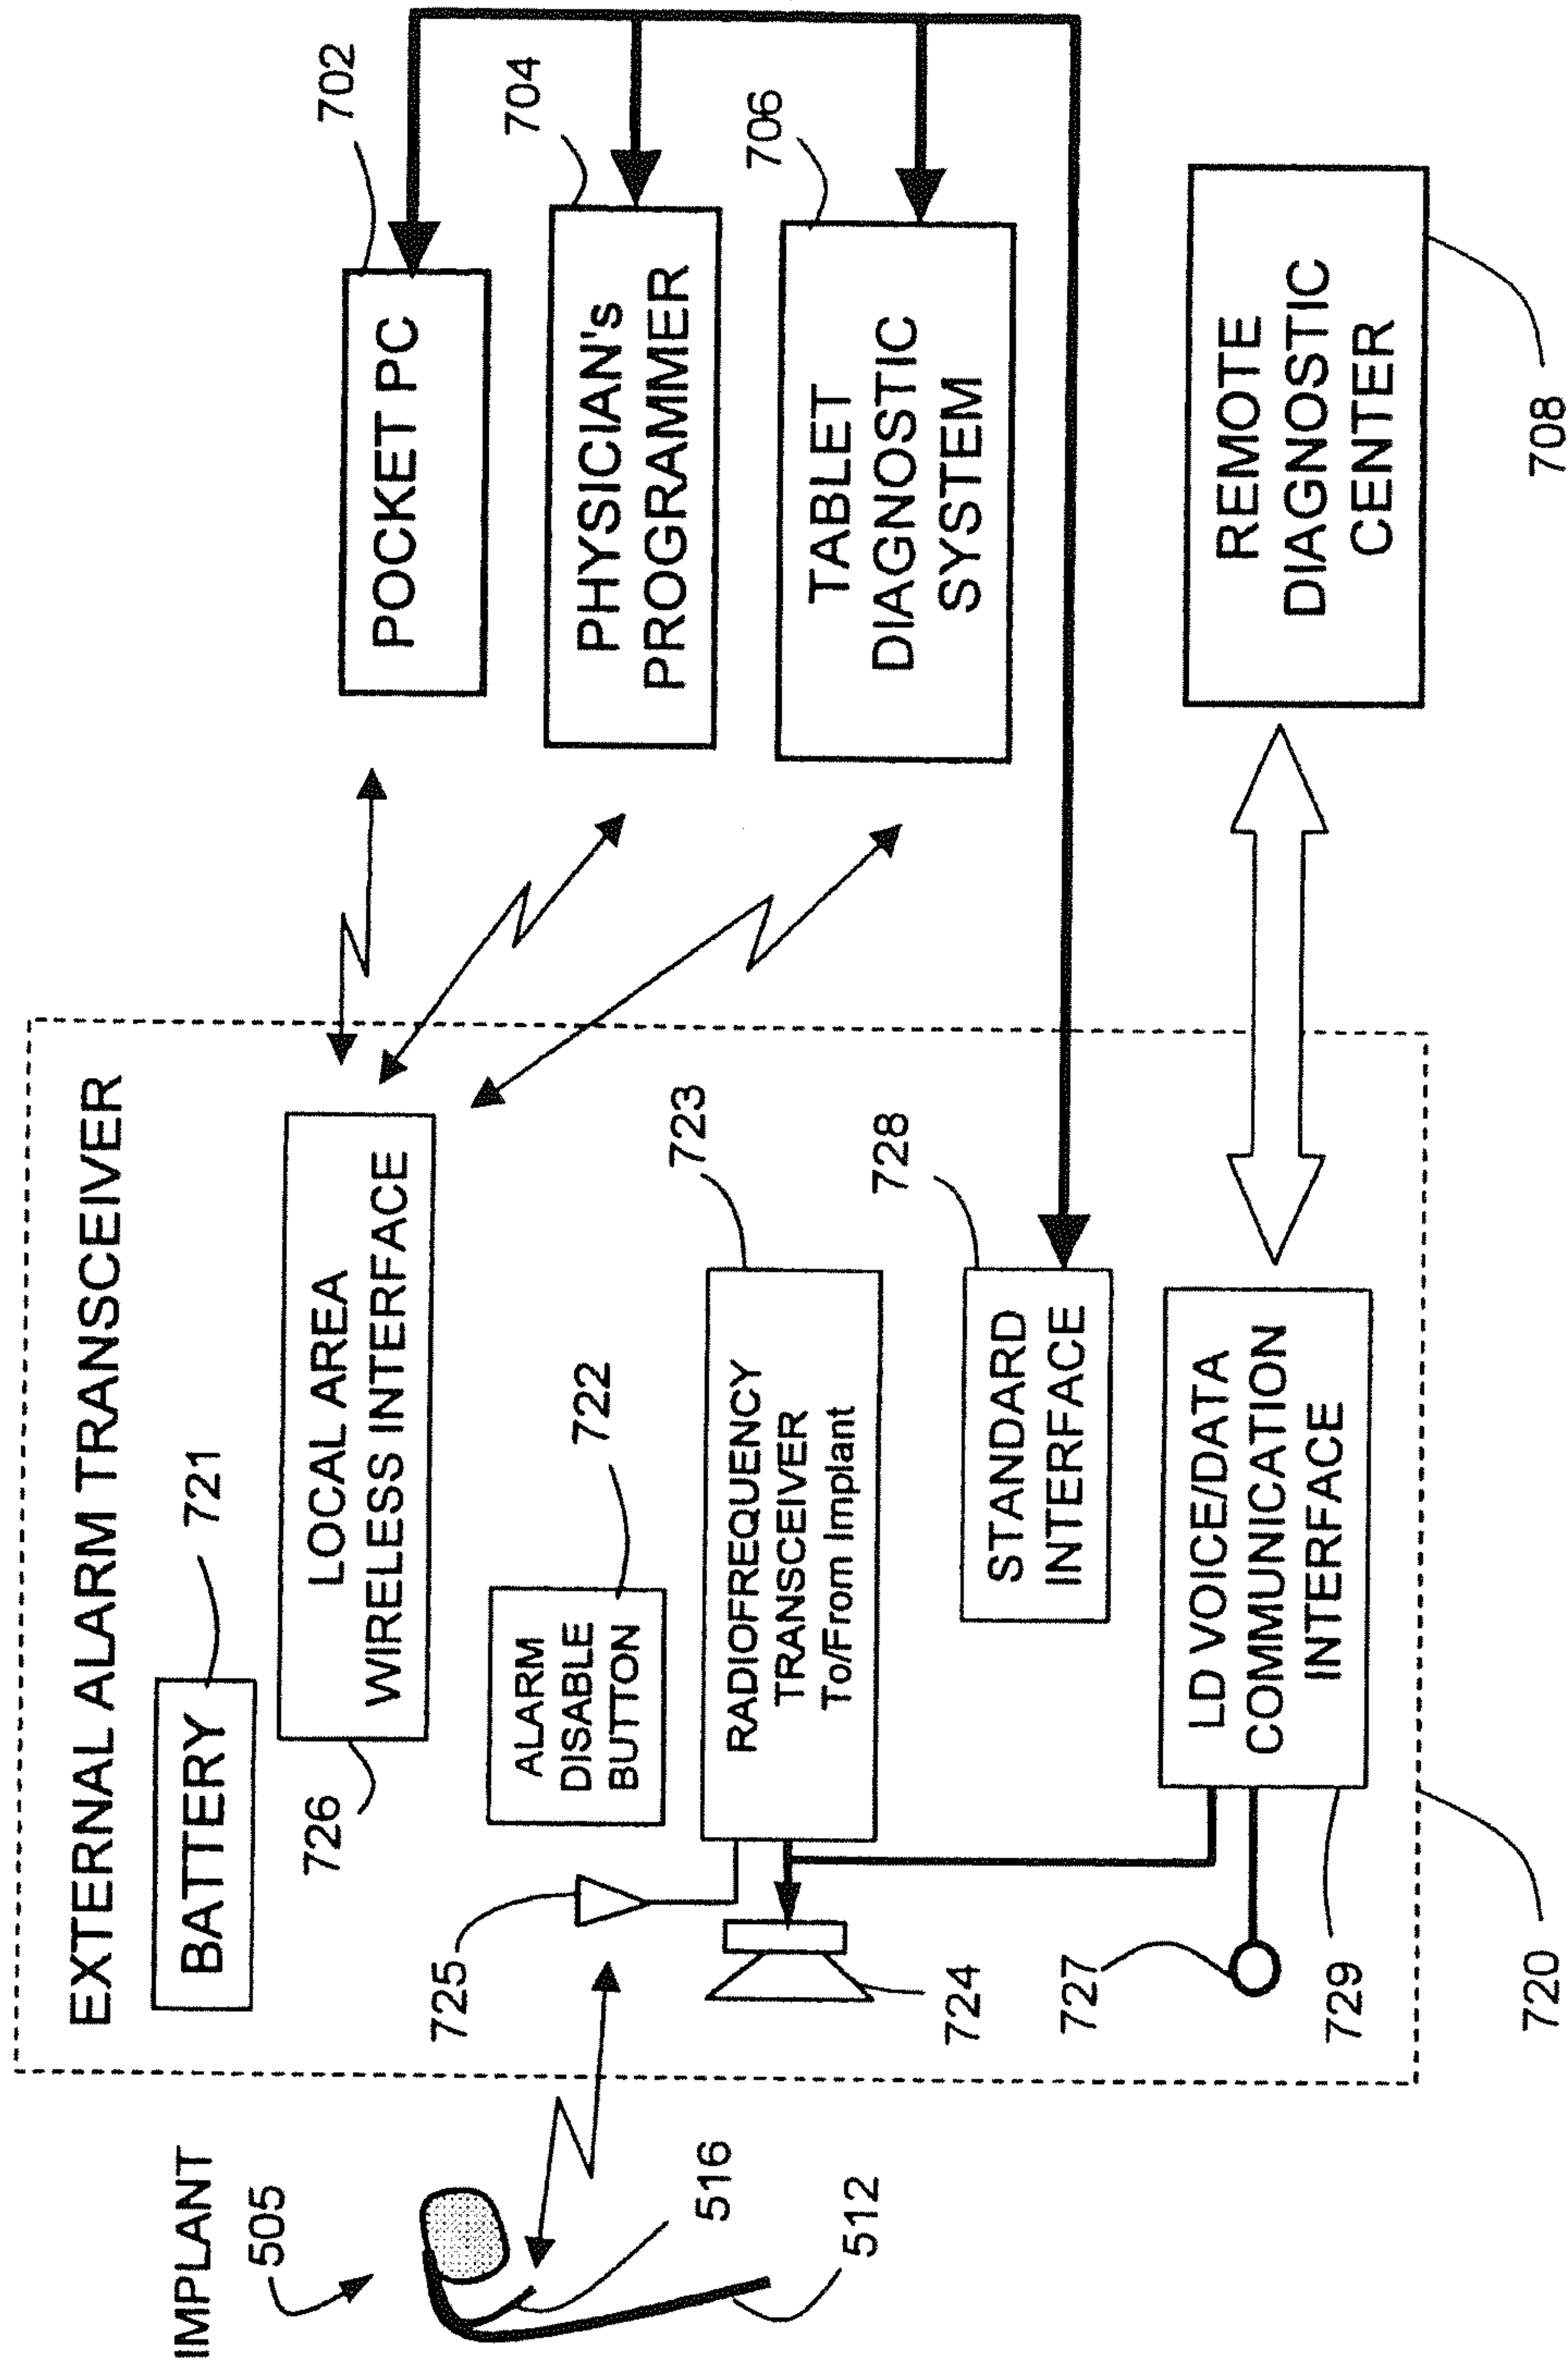 IMPLANT
505
516
512
EXTERNAL ALARM TRANSCEIVER
BATTERY
721
LOCAL AREA
WIRELESS INTERFACE
726
ALARM
DISABLE
BUTTON
722
725
RADIOFREQUENCY
TRANSCEIVER
To/From Implant
723
724
STANDARD
INTERFACE
728
727
LD VOICE/DATA
COMMUNICATION
INTERFACE
729
720
POCKET PC
702
PHYSICIAN's
PROGRAMMER
704
TABLET
DIAGNOSTIC
SYSTEM
706
REMOTE
DIAGNOSTIC
CENTER
708